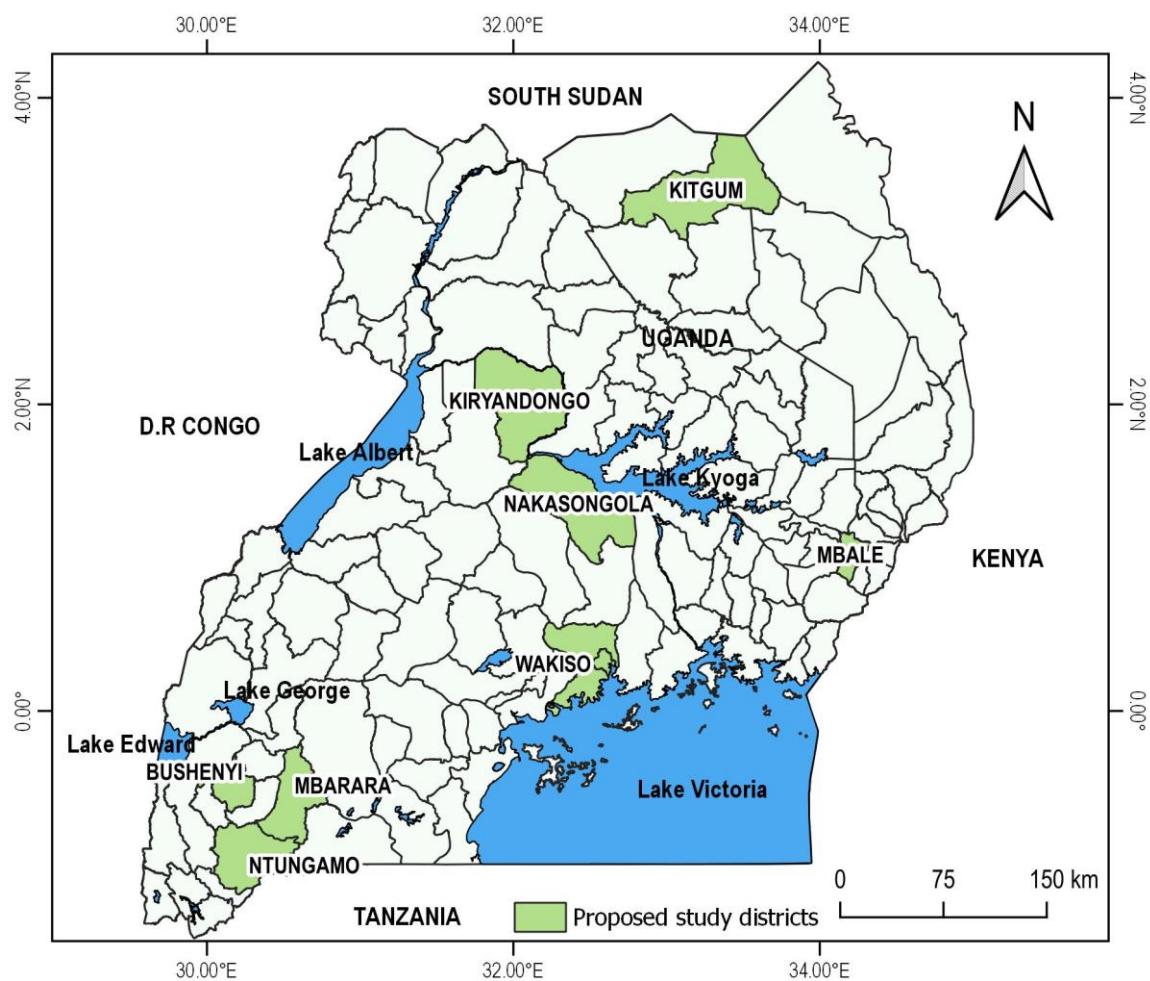 30.00°E 32.00°E 34.00°E
4.00°N 4.00°N
SOUTH SUDAN
N
KITGUM
UGANDA
KIRYANDONGO
2.00°N 2.00°N
D.R CONGO
Lake Albert
Lake Kyoga
NAKASONGOLA
MBALE
KENYA
WAKISO
Lake George
0.00° 0.00°
Lake Edward
BUSHENYI
MBARARA
Lake Victoria
NTUNGAMO
0 75 150 km
TANZANIA
Proposed study districts
30.00°E 32.00°E 34.00°E